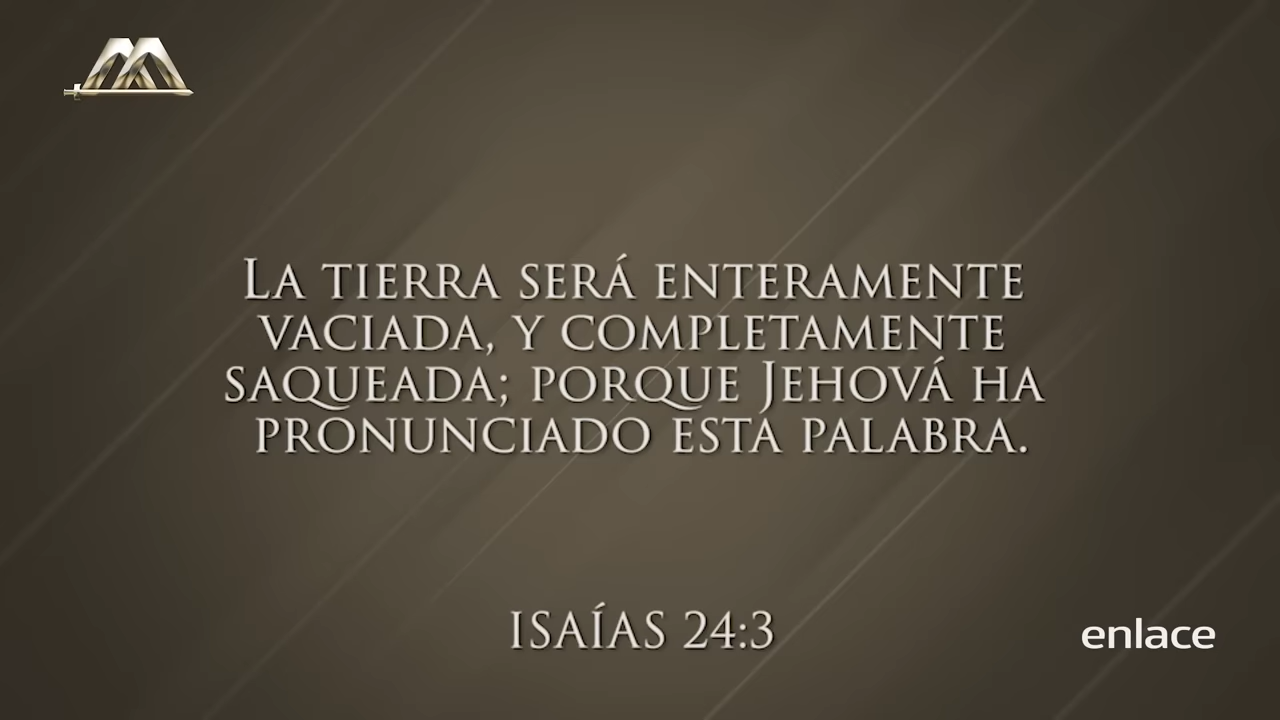 La tierra será enteramente
vaciada, y completamente
saqueada; porque Jehová ha
pronunciado esta palabra.
Isaías 24:3
enlace